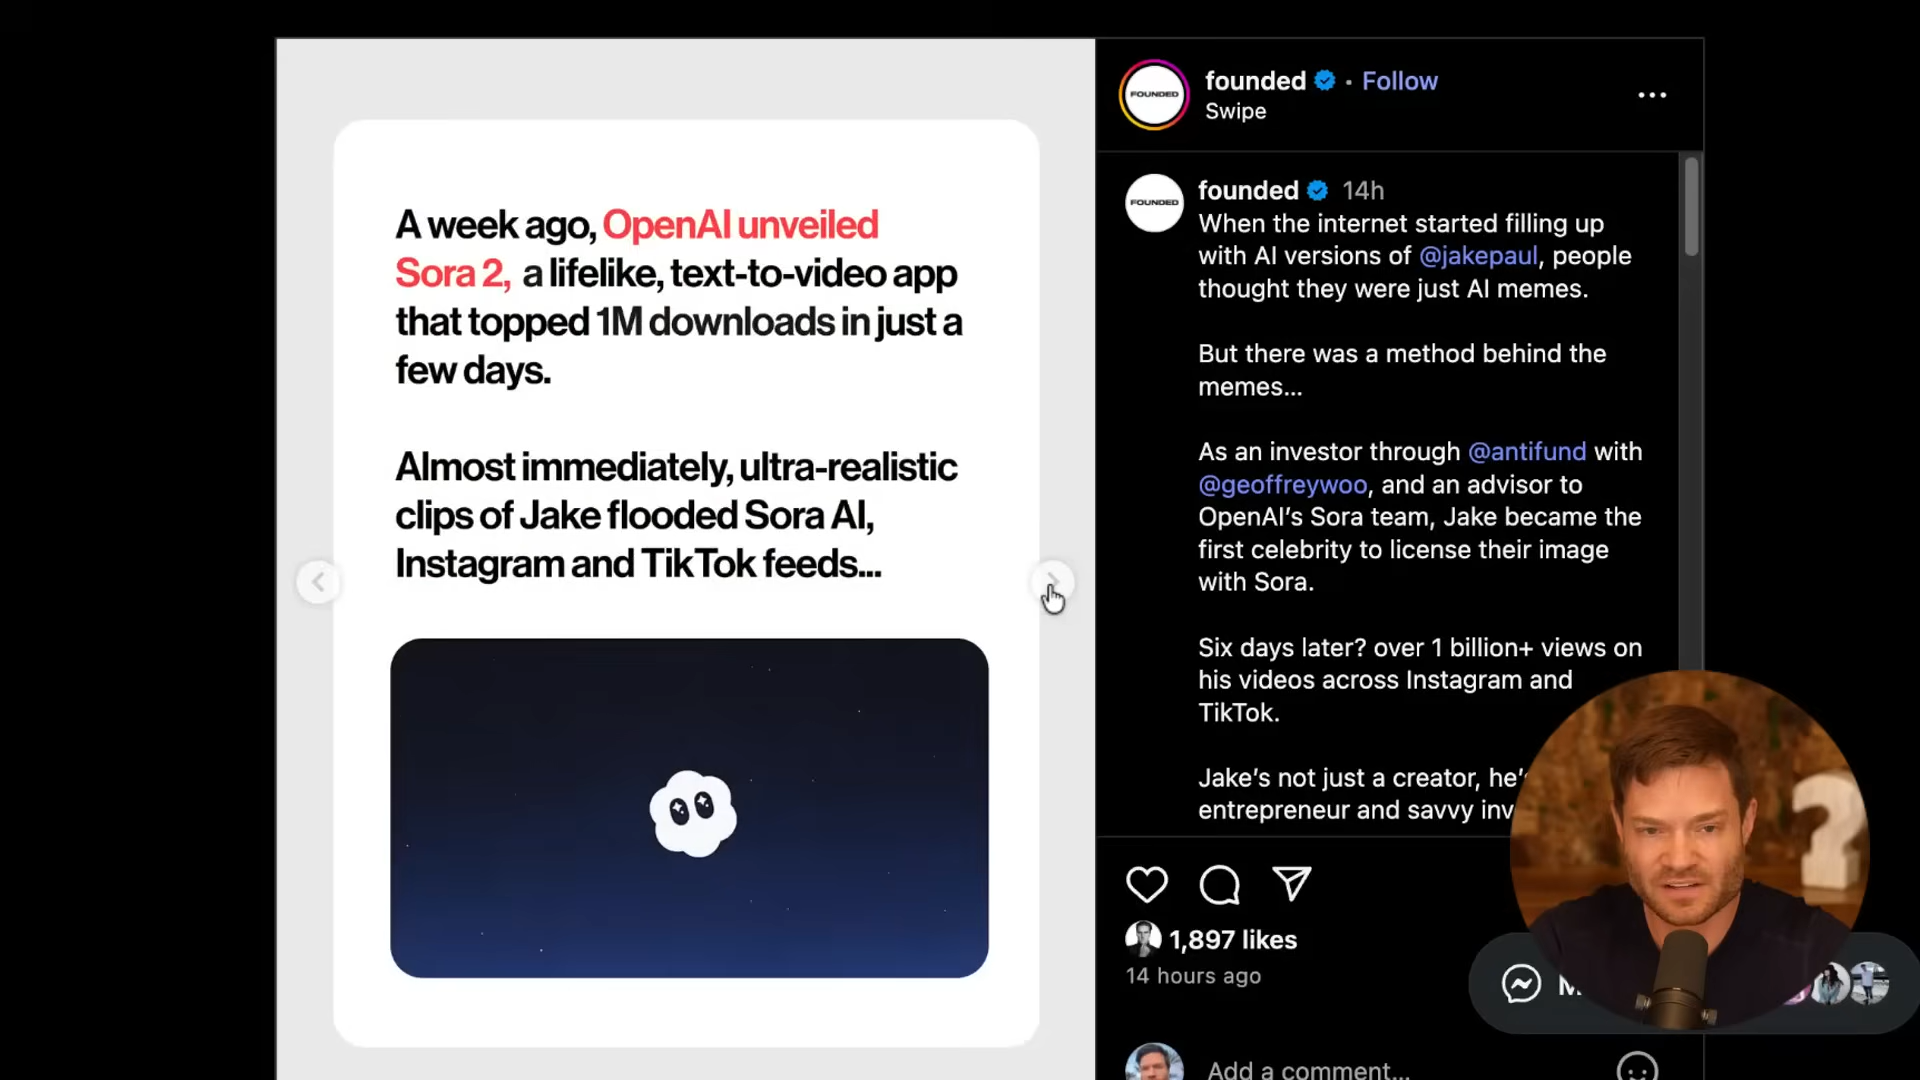 A week ago, OpenAI unveiled
Sora 2, a lifelike, text-to-video app
that topped 1M downloads in just a
few days.
Almost immediately, ultra-realistic
clips of Jake flooded Sora AI,
Instagram and TikTok feeds...
FOUNDED
founded • Follow
Swipe
FOUNDED
founded 14h
When the internet started filling up
with AI versions of @jakepaul, people
thought they were just AI memes.
But there was a method behind the
memes...
As an investor through @antifund with
@geoffreywoo, and an advisor to
OpenAI's Sora team, Jake became the
first celebrity to license their image
with Sora.
Six days later? over 1 billion+ views on
his videos across Instagram and
TikTok.
Jake's not just a creator, he's
entrepreneur and savvy inv
1,897 likes
14 hours ago
M
Add a comment...
?